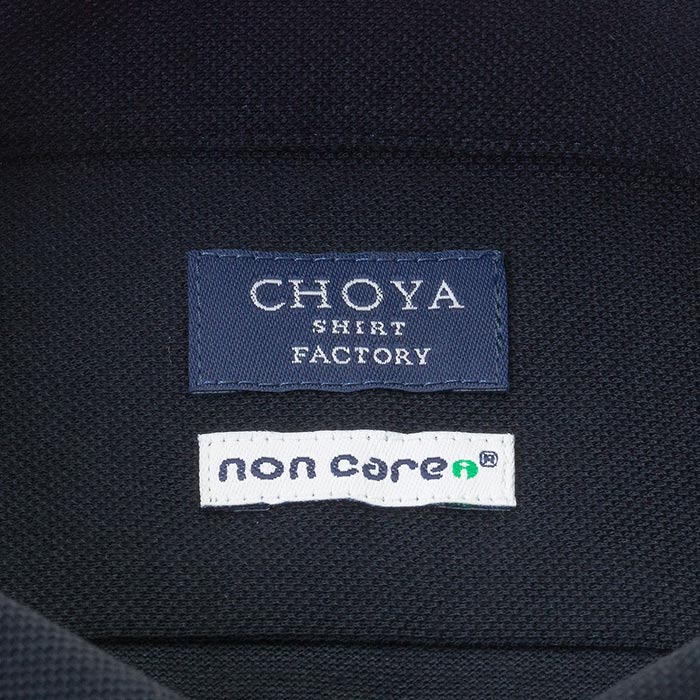 CHOYA
SHIRT
FACTORY
non care i®